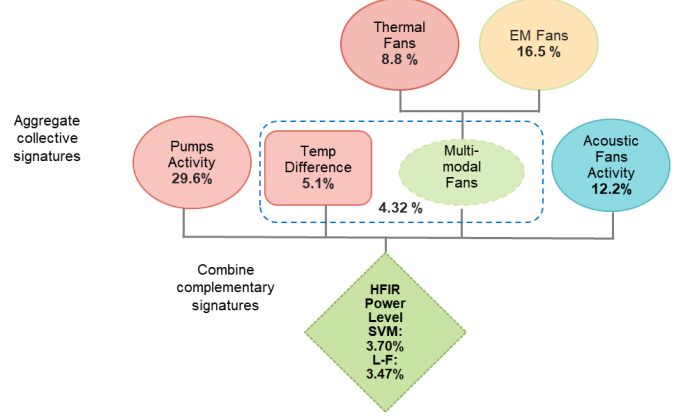 Thermal
Fans
8.8 %
EM Fans
16.5 %
Aggregate
collective
signatures
Pumps
Activity
29.6%
Temp
Difference
5.1%
Multi-
modal
Fans
Acoustic
Fans
Activity
12.2%
4.32 %
Combine
complementary
signatures
HFIR
Power
Level
SVM:
3.70%
L-F:
3.47%